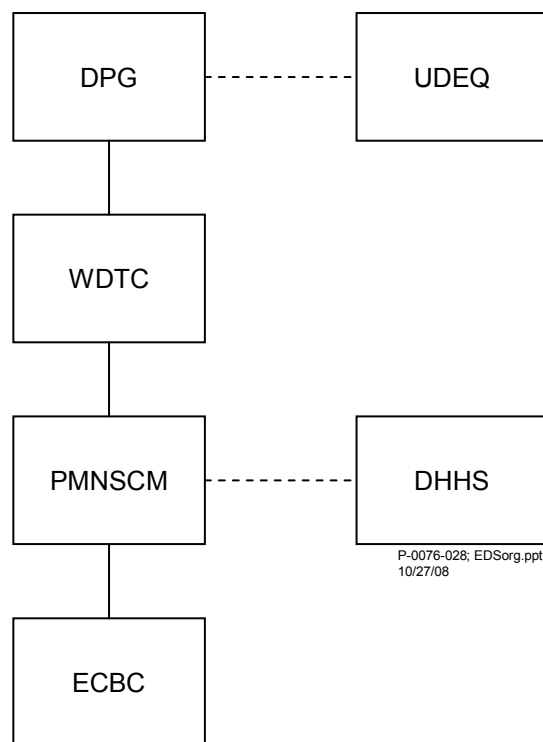 DPG
UDEQ
WDTC
PMNSCM
DHHS
P-0076-028; EDSorg.ppt
10/27/08
ECBC